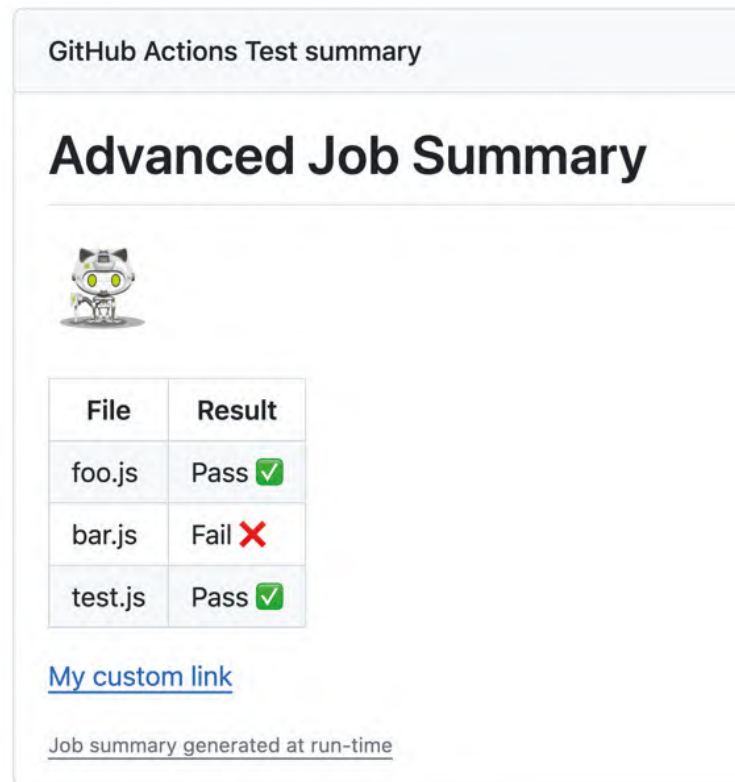 GitHub Actions Test summary
Advanced Job Summary
File Result
foo.js Pass ✅
bar.js Fail ❌
test.js Pass ✅
My custom link
Job summary generated at run-time